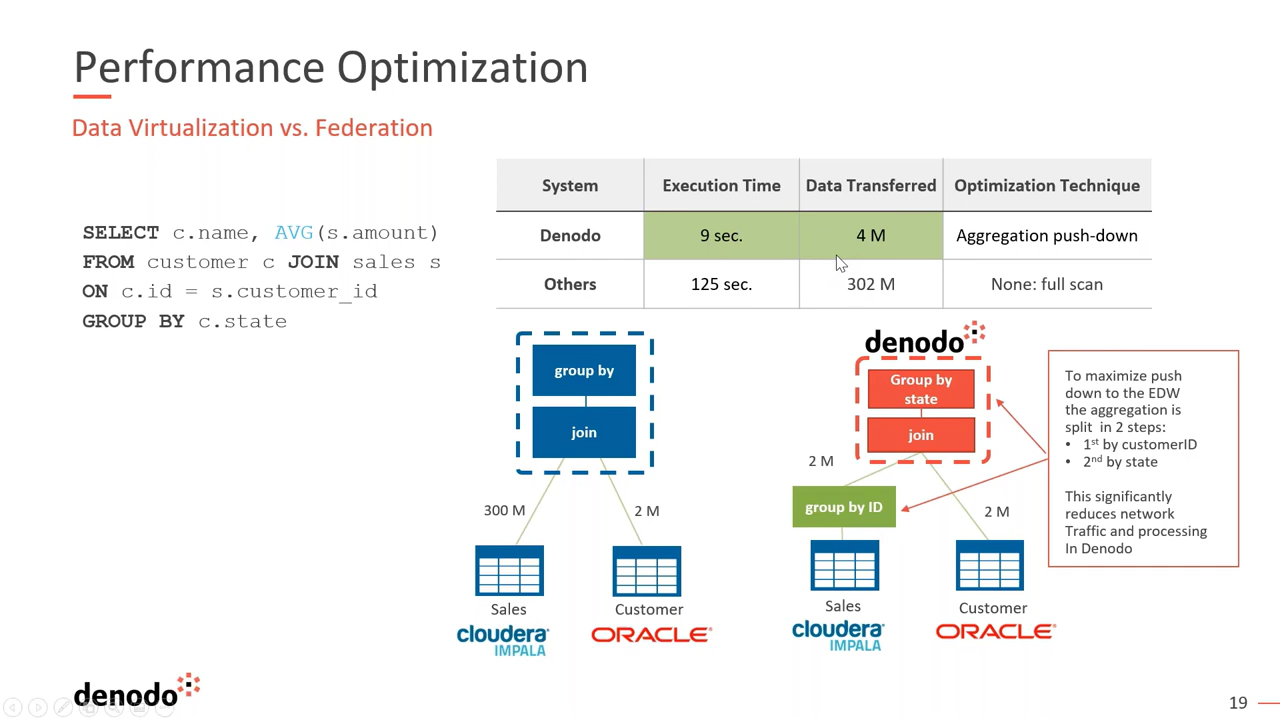 Performance Optimization
Data Virtualization vs. Federation
SELECT c.name, AVG(s.amount)
FROM customer c JOIN sales s
ON c.id = s.customer_id
GROUP BY c.state
System Execution Time Data Transferred Optimization Technique
Denodo 9 sec. 4 M Aggregation push-down
Others 125 sec. 302 M None: full scan
group by
join
300 M
2 M
Sales
cloudera
IMPALA
Customer
ORACLE
denodo
Group by
state
join
2 M
group by ID
2 M
Sales
cloudera
IMPALA
Customer
ORACLE
To maximize push
down to the EDW
the aggregation is
split in 2 steps:
• 1st by customerID
• 2nd by state
This significantly
reduces network
Traffic and processing
In Denodo
denodo
19